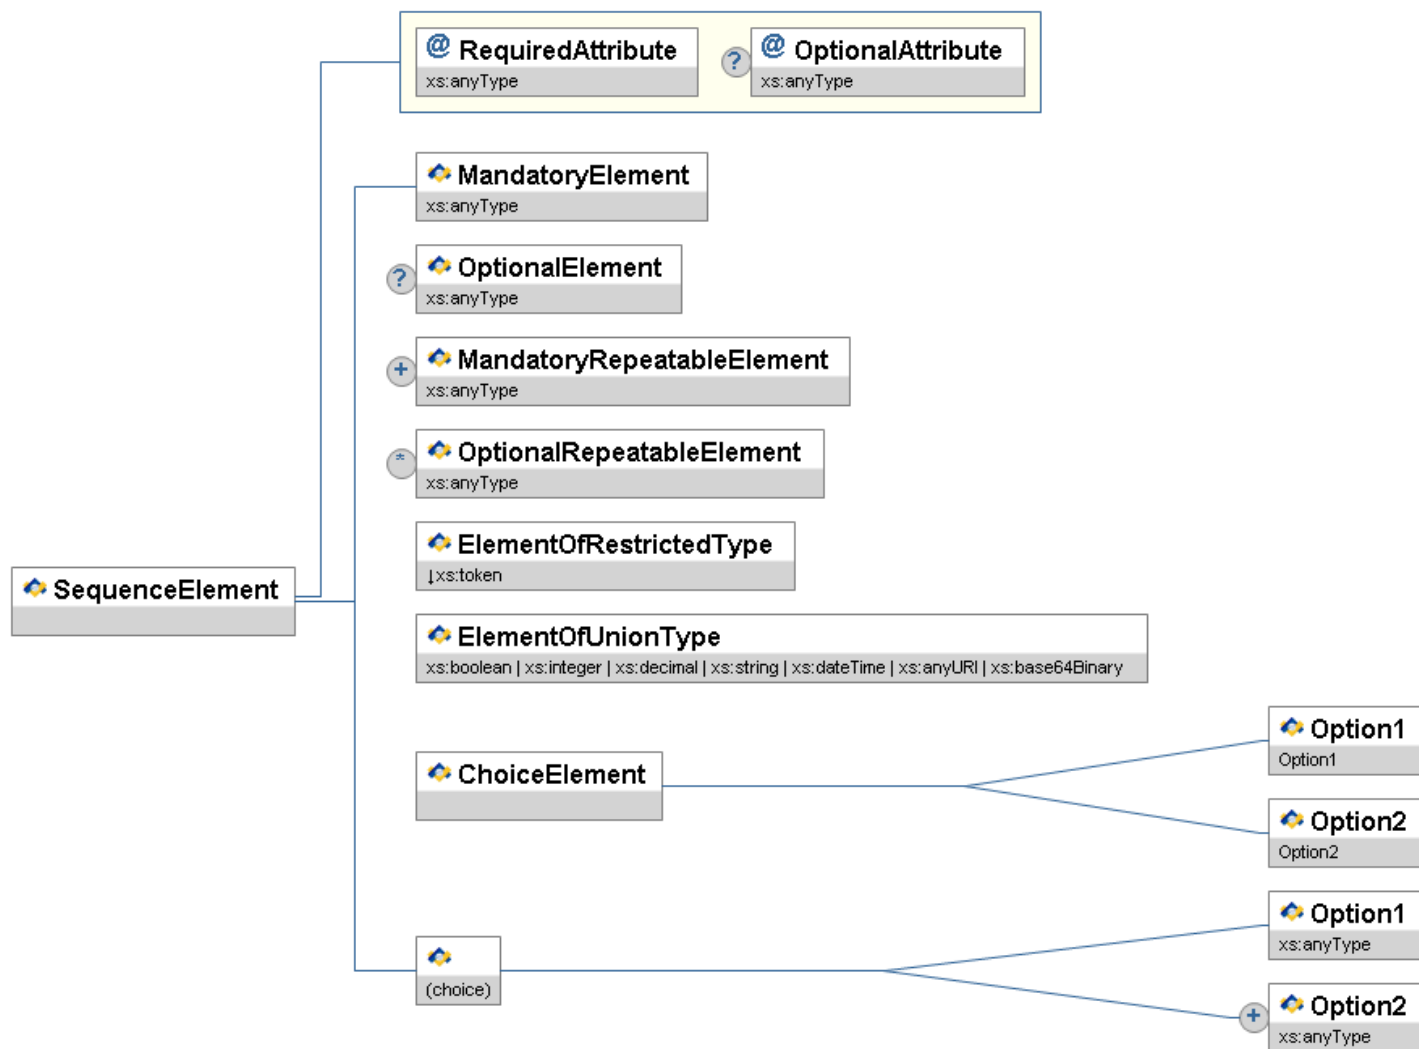 @ RequiredAttribute
xs:anyType
? @ OptionalAttribute
xs:anyType
MandatoryElement
xs:anyType
? OptionalElement
xs:anyType
+ MandatoryRepeatableElement
xs:anyType
* OptionalRepeatableElement
xs:anyType
ElementOfRestrictedType
↓xs:token
SequenceElement
ElementOfUnionType
xs:boolean | xs:integer | xs:decimal | xs:string | xs:dateTime | xs:anyURI | xs:base64Binary
ChoiceElement
Option1
Option1
Option2
Option2
(choice)
Option1
xs:anyType
+ Option2
xs:anyType